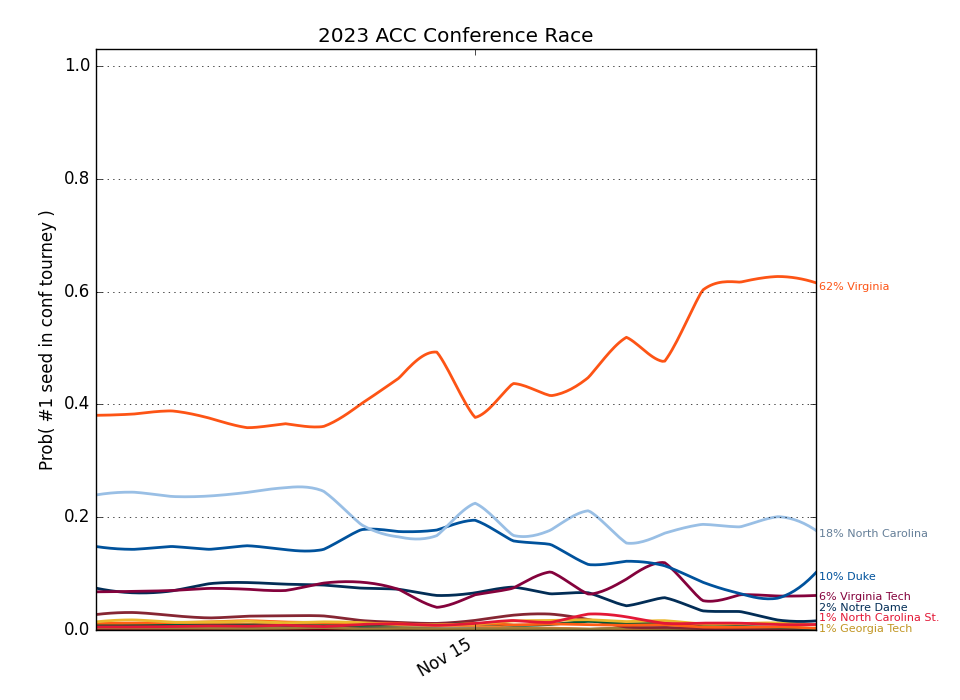 2023 ACC Conference Race
Prob( #1 seed in conf tourney )
1.0
0.8
0.6
0.4
0.2
0.0
Nov 15
62% Virginia
18% North Carolina
10% Duke
6% Virginia Tech
2% Notre Dame
1% North Carolina St.
1% Georgia Tech